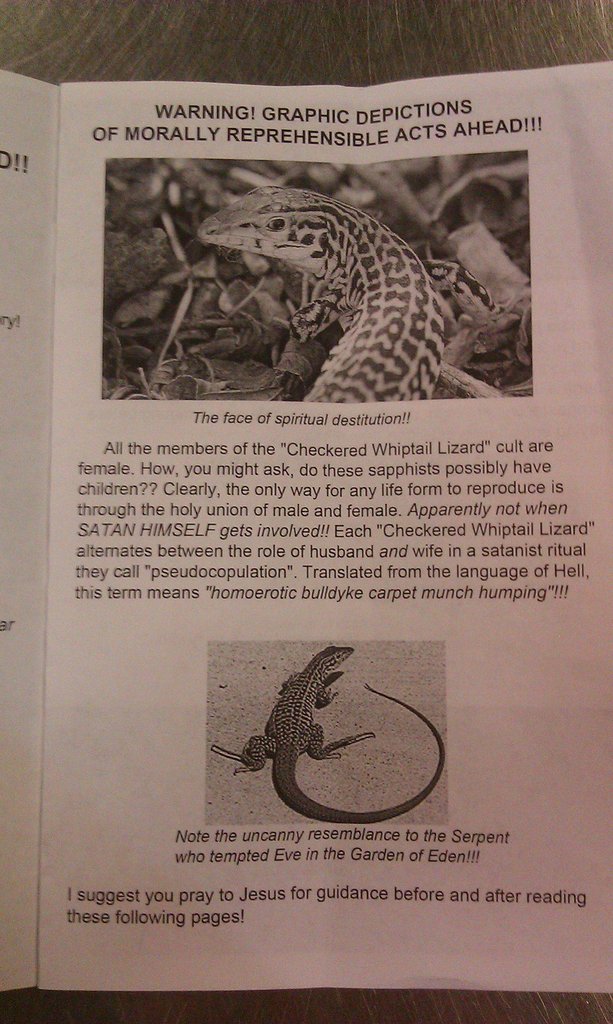 WARNING! GRAPHIC DEPICTIONS
OF MORALLY REPREHENSIBLE ACTS AHEAD!!!
D!!
ry!
ar
The face of spiritual destitution!!
All the members of the "Checkered Whiptail Lizard" cult are
female. How, you might ask, do these sapphists possibly have
children?? Clearly, the only way for any life form to reproduce is
through the holy union of male and female. Apparently not when
SATAN HIMSELF gets involved!! Each "Checkered Whiptail Lizard"
alternates between the role of husband and wife in a satanist ritual
they call "pseudocopulation". Translated from the language of Hell,
this term means "homoerotic bulldyke carpet munch humping"!!!
Note the uncanny resemblance to the Serpent
who tempted Eve in the Garden of Eden!!!
I suggest you pray to Jesus for guidance before and after reading
these following pages!